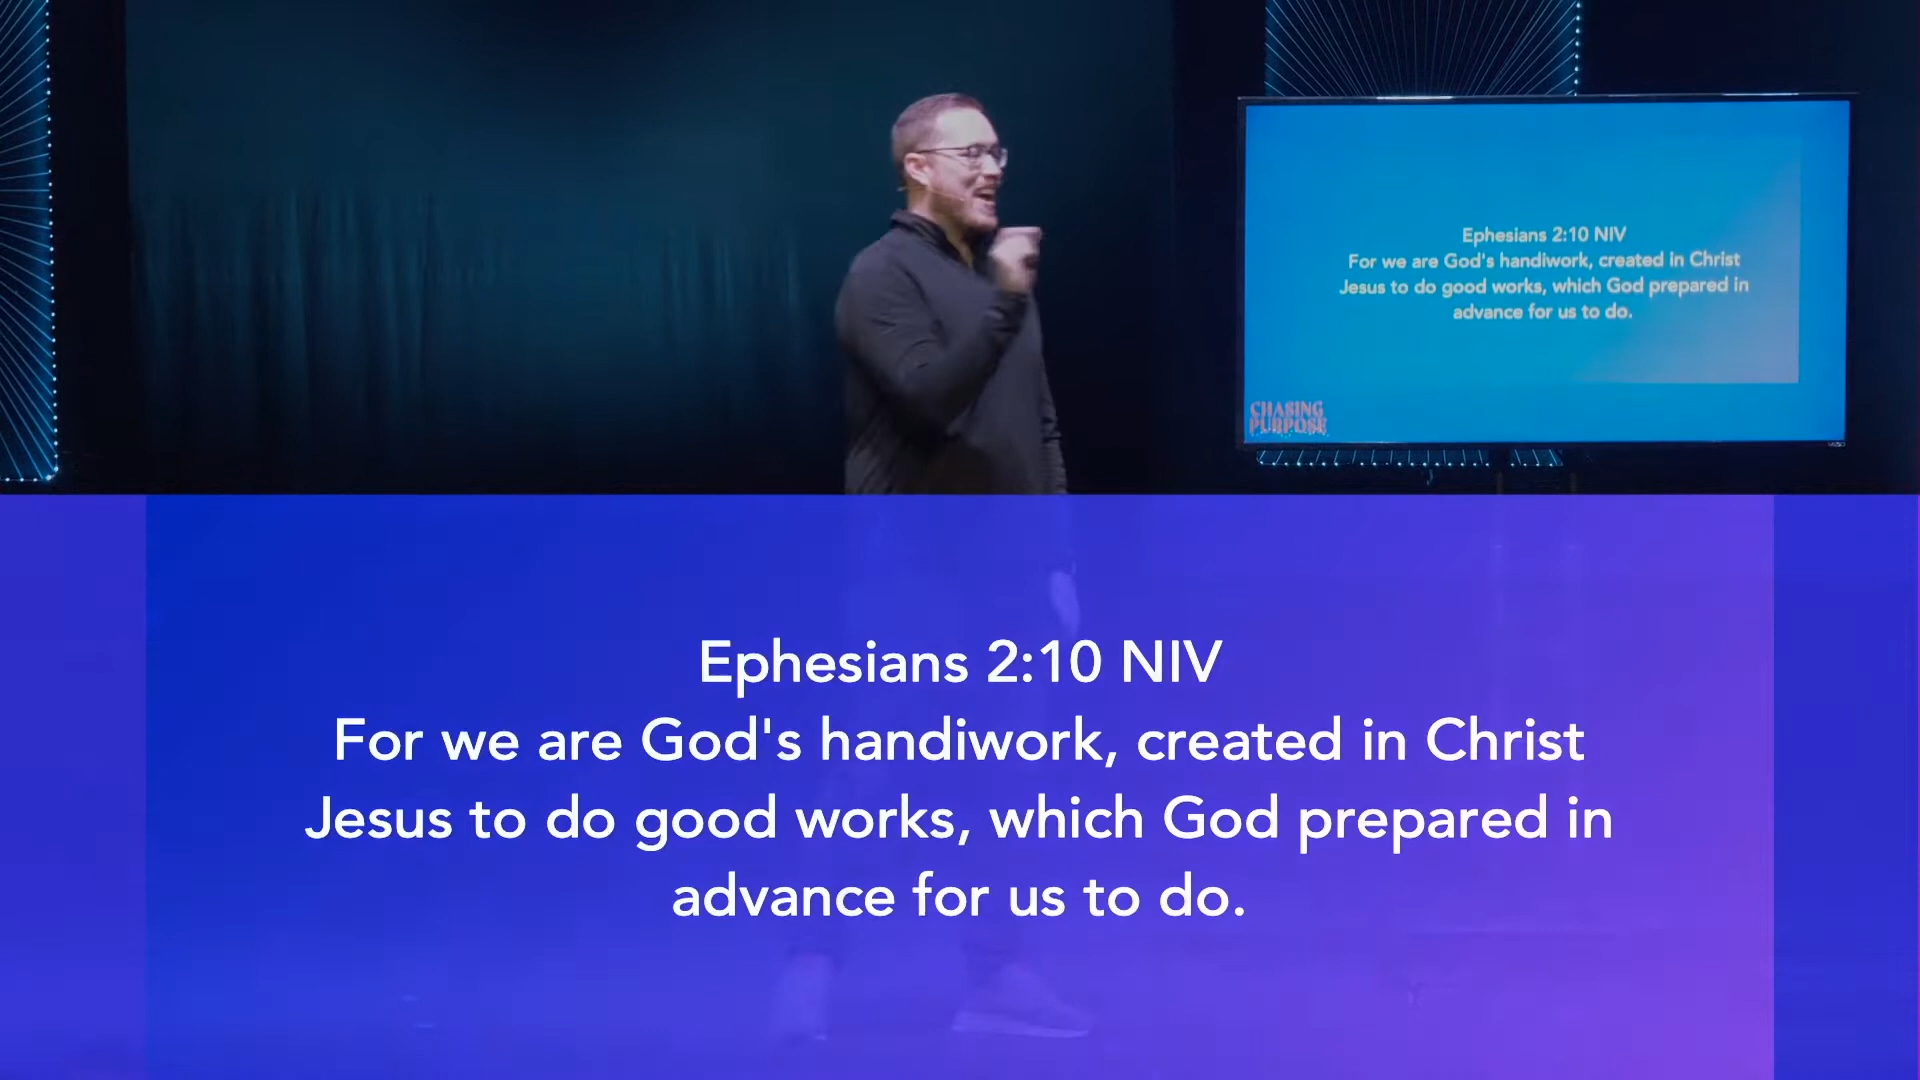 Ephesians 2:10 NIV
For we are God's handiwork, created in Christ
Jesus to do good works, which God prepared in
advance for us to do.
CHASING
PURPOSE
Ephesians 2:10 NIV
For we are God's handiwork, created in Christ
Jesus to do good works, which God prepared in
advance for us to do.